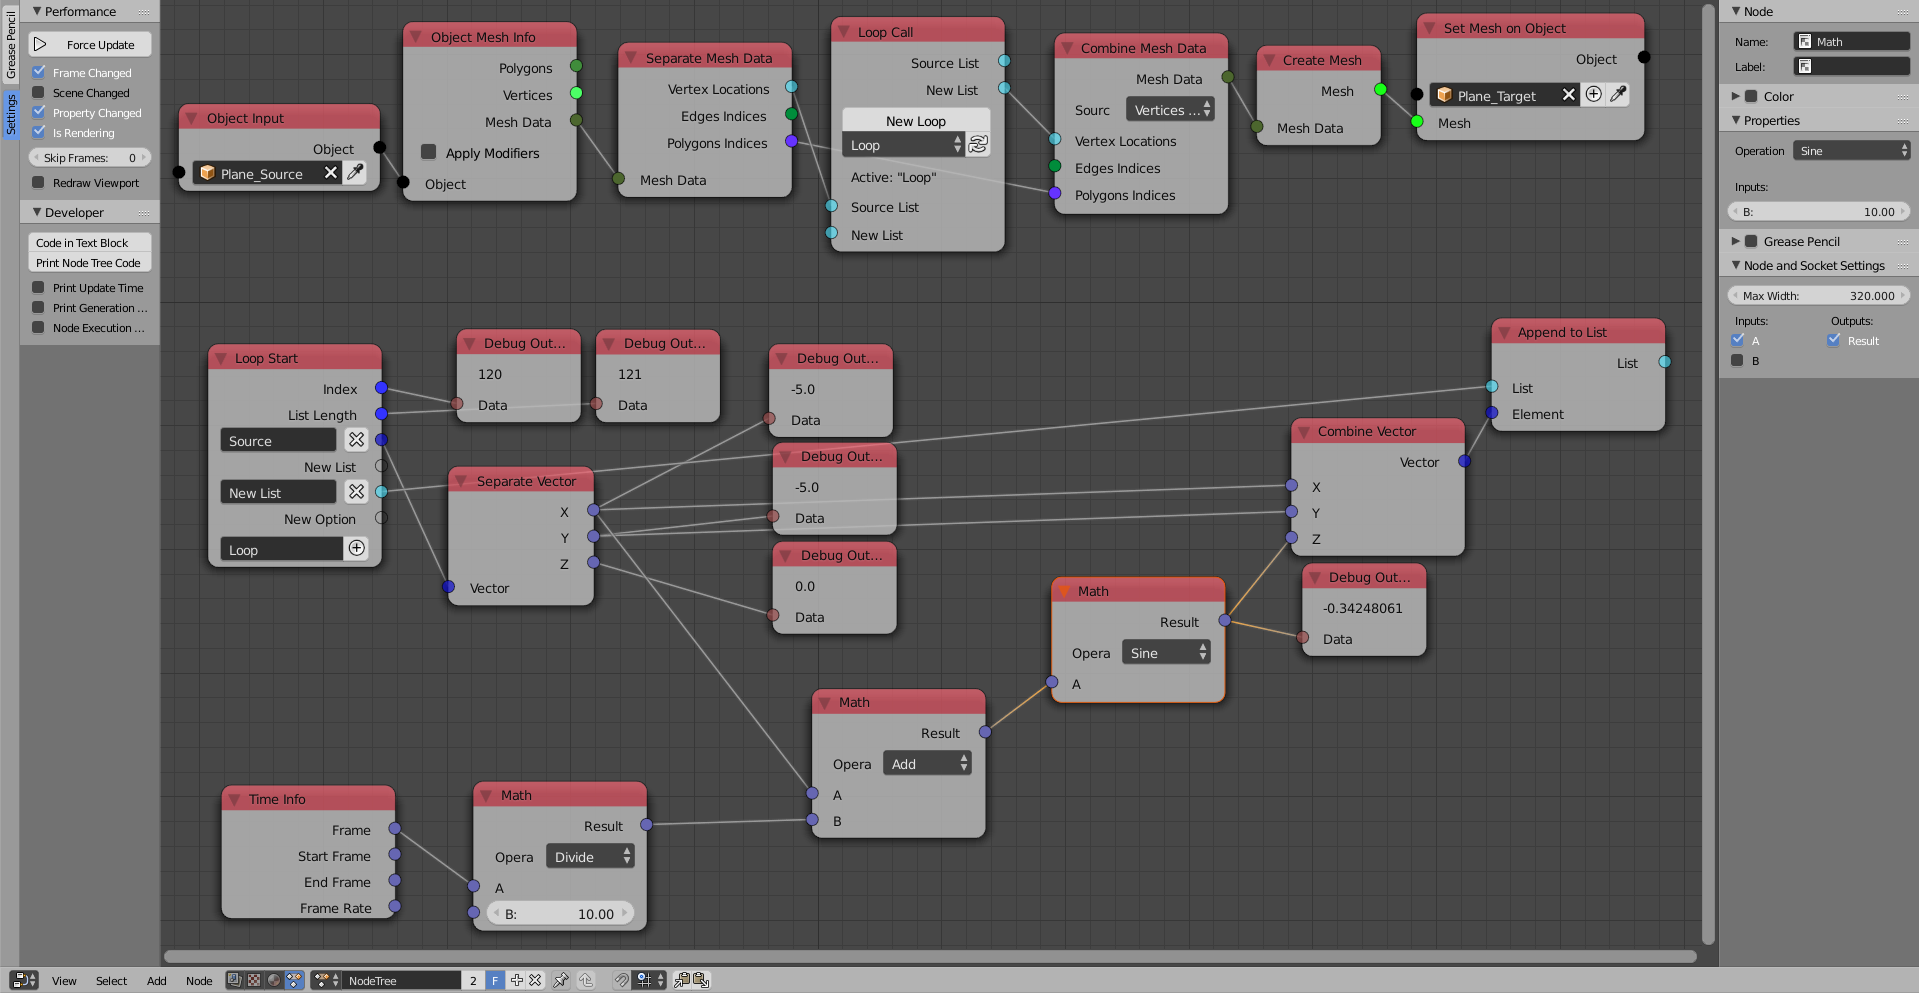 Grease Pencil
Settings
Performance
Force Update
Frame Changed
Scene Changed
Property Changed
Is Rendering
Skip Frames: 0
Redraw Viewport
Developer
Code in Text Block
Print Node Tree Code
Print Update Time
Print Generation ...
Node Execution ...
Object Input
Object
Plane_Source
Object Mesh Info
Polygons
Vertices
Mesh Data
Apply Modifiers
Object
Separate Mesh Data
Vertex Locations
Edges Indices
Polygons Indices
Mesh Data
Loop Call
Source List
New List
New Loop
Loop
Active: "Loop"
Source List
New List
Combine Mesh Data
Mesh Data
Sourc Vertices ...
Vertex Locations
Edges Indices
Polygons Indices
Create Mesh
Mesh
Mesh Data
Set Mesh on Object
Object
Plane_Target
Mesh
Loop Start
Index
List Length
Source
New List
New List
New Option
Loop
Debug Out...
120
Data
Debug Out...
121
Data
Debug Out...
-5.0
Data
Debug Out...
-5.0
Data
Debug Out...
0.0
Data
Separate Vector
X
Y
Z
Vector
Append to List
List
List
Element
Combine Vector
Vector
X
Y
Z
Debug Out...
-0.34248061
Data
Math
Result
Opera Sine
A
Math
Result
Opera Add
A
B
Time Info
Frame
Start Frame
End Frame
Frame Rate
Math
Result
Opera Divide
A
B: 10.00
Node
Name: Math
Label:
Color
Properties
Operation Sine
Inputs:
B: 10.00
Grease Pencil
Node and Socket Settings
Max Width: 320.000
Inputs: Outputs:
A Result
B
View Select Add Node NodeTree 2 F